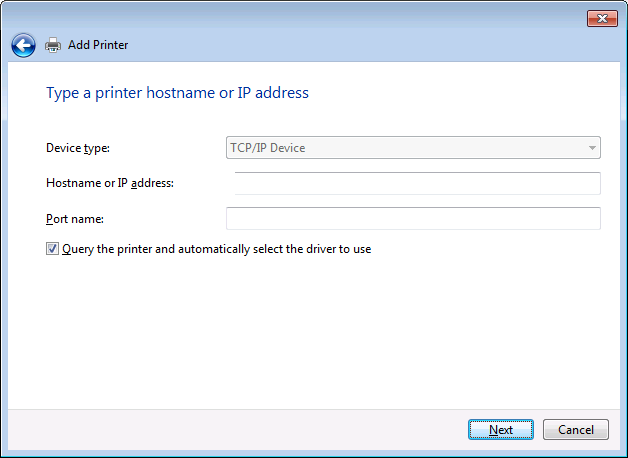 Add Printer
Type a printer hostname or IP address
Device type: TCP/IP Device
Hostname or IP address:
Port name:
Query the printer and automatically select the driver to use
Next Cancel